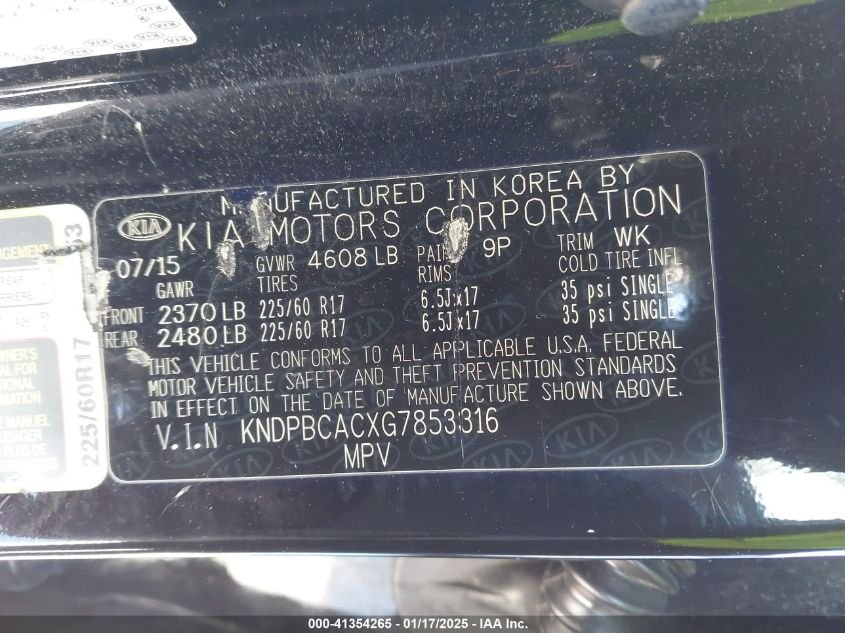 KIA
MANUFACTURED IN KOREA BY
KIA MOTORS CORPORATION
07/15 GVWR 4608 LB PAINT 9P TRIM WK
GAWR TIRES RIMS COLD TIRE INFL
FRONT 2370 LB 225/60 R17 6.5Jx17 35 psi SINGLE
REAR 2480 LB 225/60 R17 6.5Jx17 35 psi SINGLE
THIS VEHICLE CONFORMS TO ALL APPLICABLE U.S.A. FEDERAL
MOTOR VEHICLE SAFETY AND THEFT PREVENTION STANDARDS
IN EFFECT ON THE DATE OF MANUFACTURE SHOWN ABOVE.
V.I.N KNDPBCACXG7853316
MPV
225/60R17
000-41354265 - 01/17/2025 - IAA Inc.